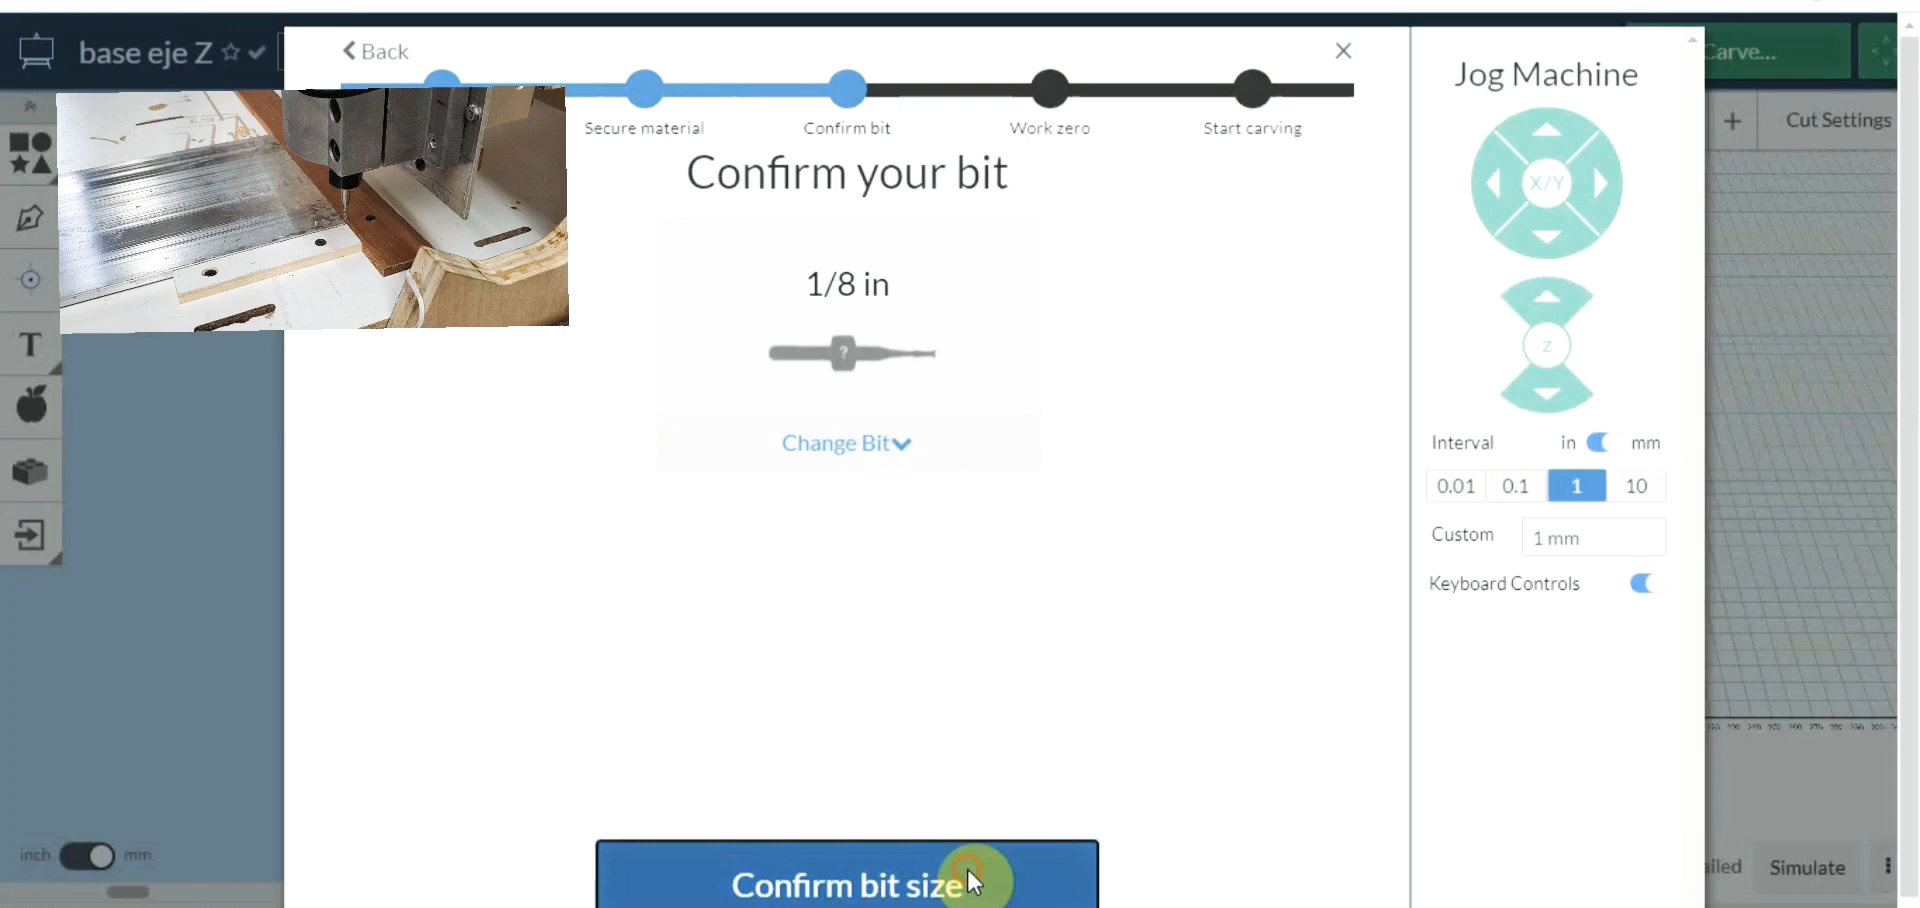 base eje Z
Back
Secure material
Confirm bit
Work zero
Start carving
Confirm your bit
1/8 in
?
Change Bit
Confirm bit size
Jog Machine
X/Y
Z
Interval
in
mm
0.01
0.1
1
10
Custom
1 mm
Keyboard Controls
Carve...
+
Cut Settings
T
inch
mm
Simulate